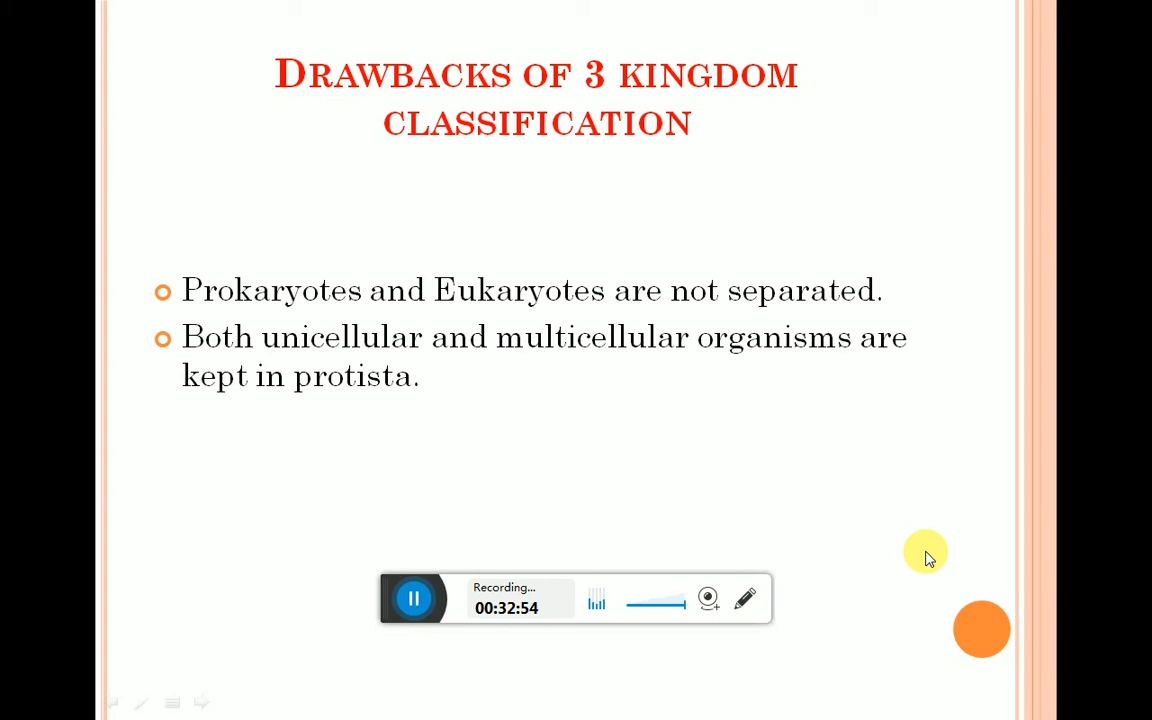 DRAWBACKS OF 3 KINGDOM
CLASSIFICATION
Prokaryotes and Eukaryotes are not separated.
Both unicellular and multicellular organisms are
kept in protista.
Recording...
00:32:54